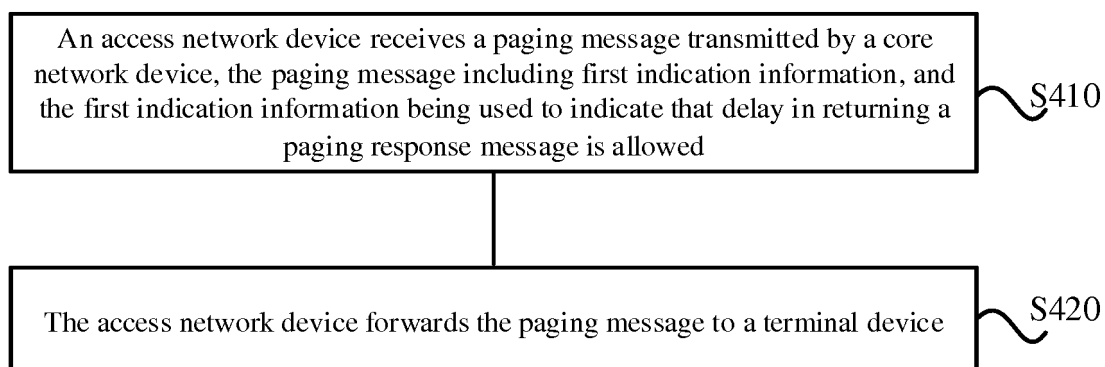 An access network device receives a paging message transmitted by a core
network device, the paging message including first indication information, and
the first indication information being used to indicate that delay in returning a
paging response message is allowed
S410
The access network device forwards the paging message to a terminal device
S420